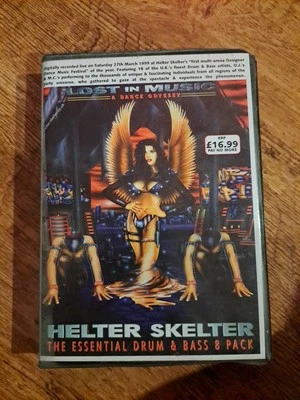 Digitally recorded live on Saturday 27th March 1999 at Helter Skelter's "first multi-arena Designer
Dance Music Festival" of the year. Featuring 16 of the U.K.'s finest Drum & Bass artists, D.J.'s
& M.C.'s performing to the thousands of unique & fascinating individuals from all regions of the
party universe, who gathered to gaze at the spectacle & experience the phenomenon.
LOST IN MUSIC
A DANCE ODYSSEY
RRP
£16.99
PAY NO MORE
HELTER SKELTER
THE ESSENTIAL DRUM & BASS 8 PACK